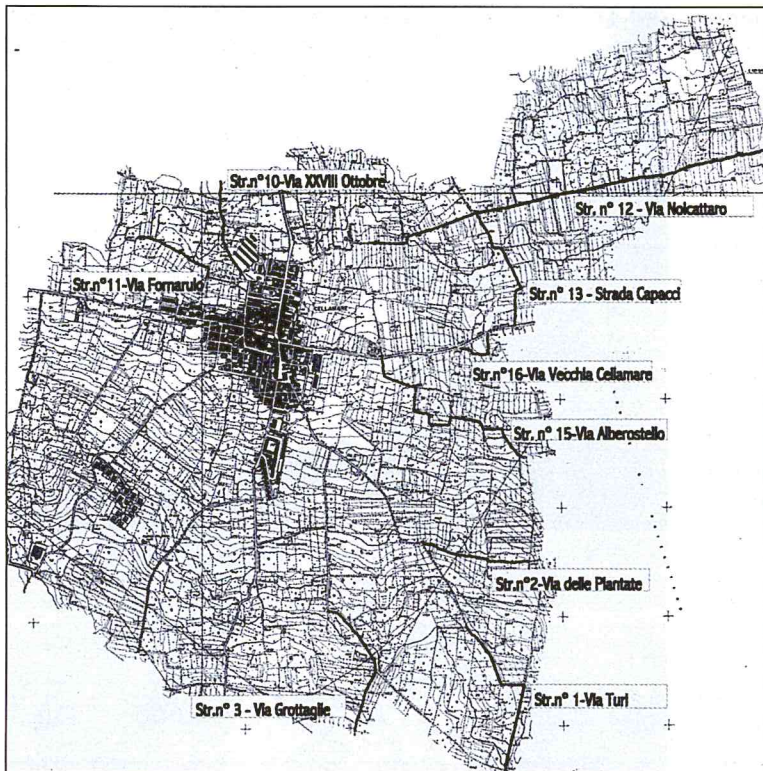 Str.n°10-Via XXVIII Ottobre
Str. n° 12 - Via Noicattaro
Str.n°11-Via Fornarulo
Str.n° 13 - Strada Capacci
CELLAMARE
Str.n°16-Via Vecchia Cellamare
Str. n° 15-Via Alberostello
Str.n°2-Via delle Plantate
Str.n° 1-Via Turi
Str.n° 3 - Via Grottaglie